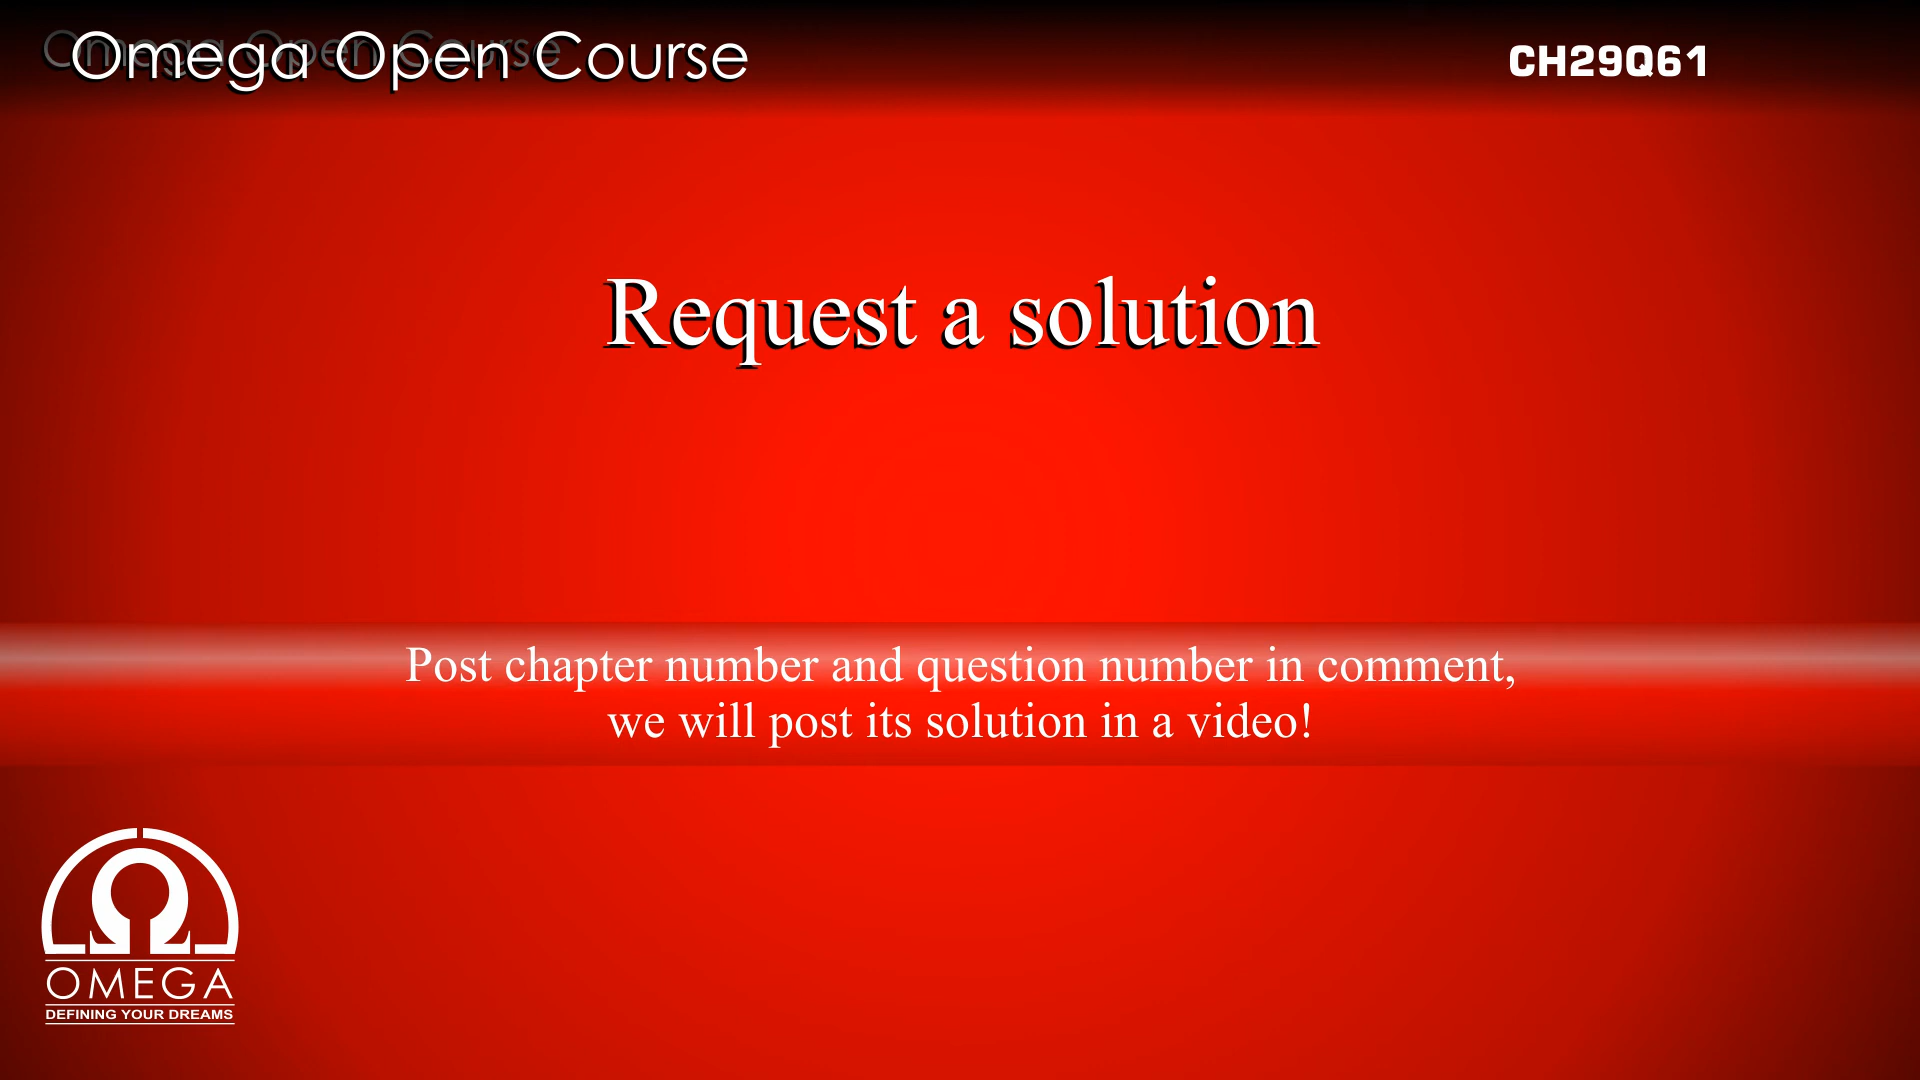 Omega Open Course
CH29Q61
Request a solution
Post chapter number and question number in comment,
we will post its solution in a video!
OMEGA
DEFINING YOUR DREAMS